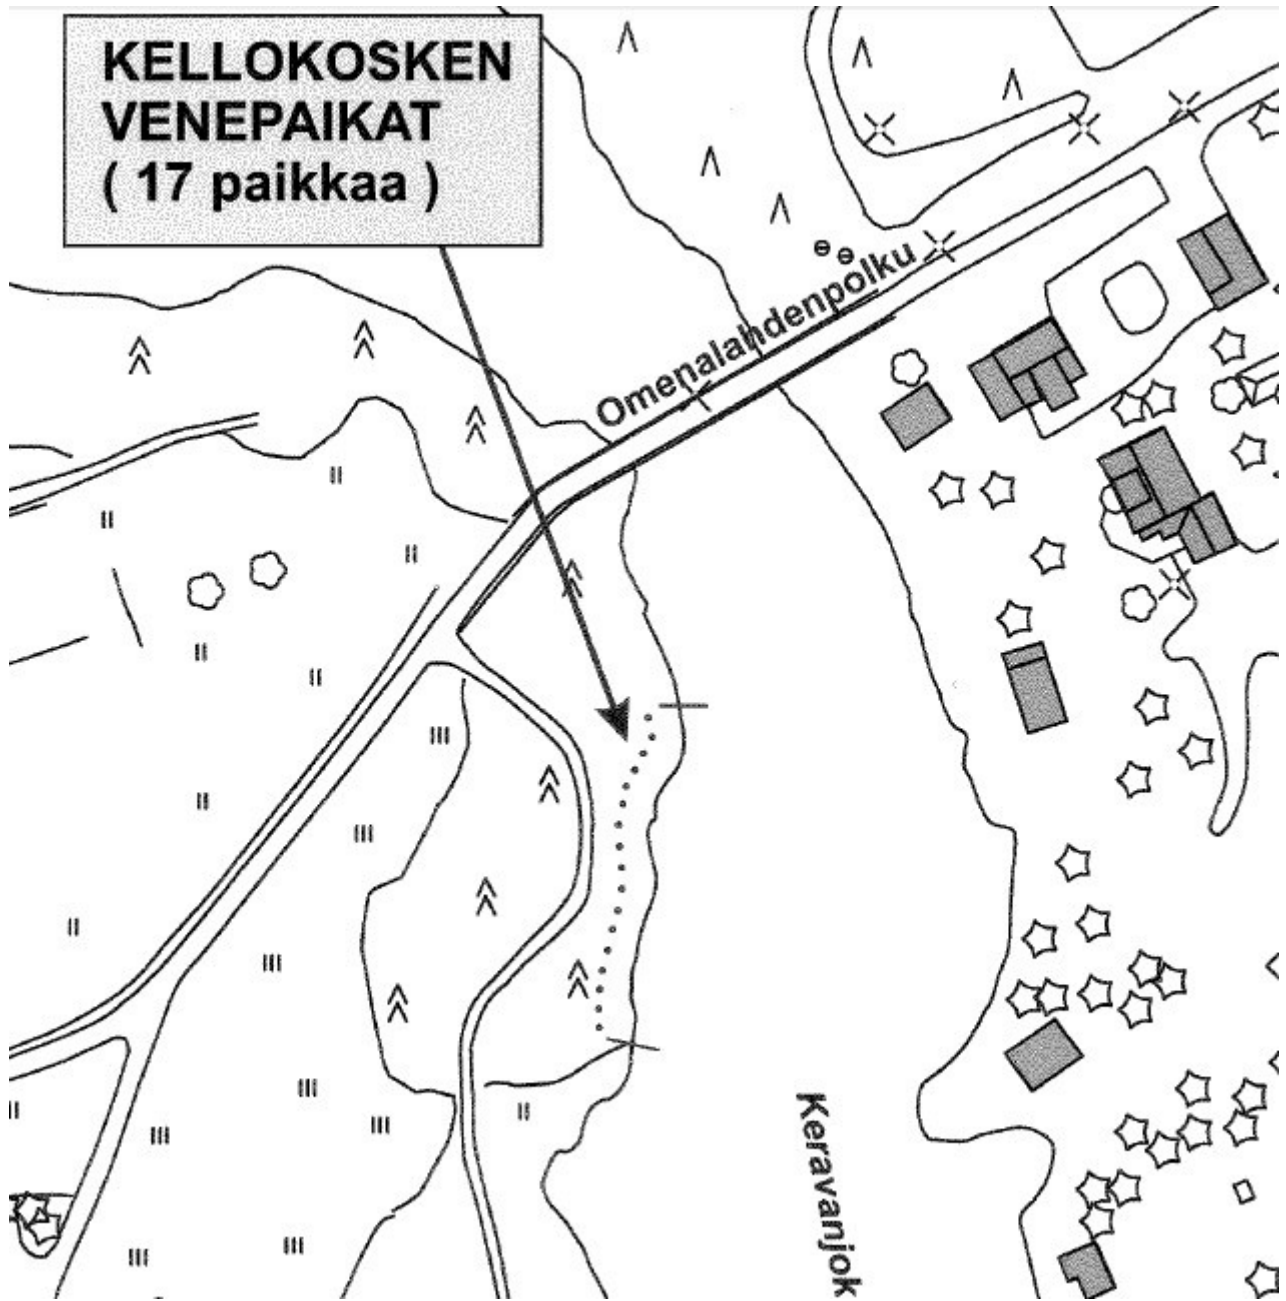 KELLOKOSKEN
VENEPAIKAT
( 17 paikkaa )
Omenalahdenpolku
Keravanjok